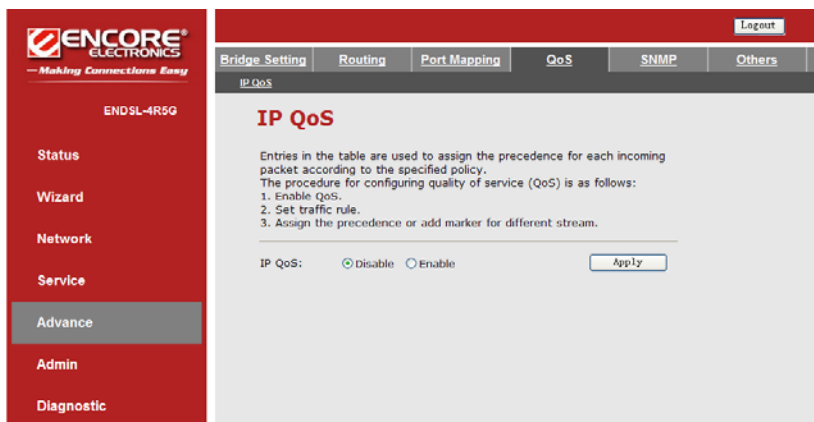 Logout
ENCORE®
ELECTRONICS
Making Connections Easy
Bridge Setting Routing Port Mapping QoS SNMP Others
IP QoS
ENDSL-4R5G
Status
Wizard
Network
Service
Advance
Admin
Diagnostic
IP QoS
Entries in the table are used to assign the precedence for each incoming
packet according to the specified policy.
The procedure for configuring quality of service (QoS) is as follows:
1. Enable QoS.
2. Set traffic rule.
3. Assign the precedence or add marker for different stream.
IP QoS: Disable Enable Apply